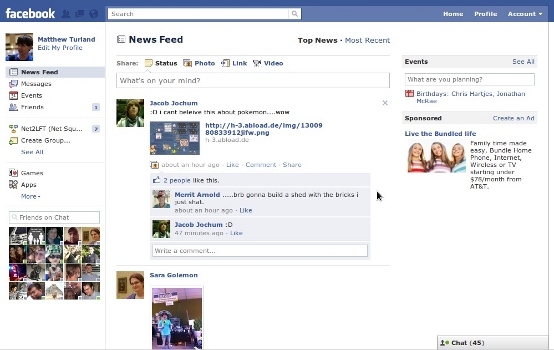 facebook
Search
Home Profile Account
Matthew Turland
Edit My Profile
News Feed
Messages
Events
Friends
Net2LFT (Net Squ...
Create Group...
See All
Games
Apps
More
Friends on Chat
News Feed
Top News · Most Recent
Share: Status Photo Link Video
What's on your mind?
Jacob Jochum
:O i cant beleive this about pokemon....wow
http://h-3.abload.de/img/13009
80833912jifw.png
h-3.abload.de
about an hour ago · Like · Comment · Share
2 people like this.
Merrit Arnold .....brb gonna build a shed with the bricks i
just shat.
about an hour ago · Like
Jacob Jochum :D
47 minutes ago · Like
Write a comment...
Sara Golemon
Events See All
What are you planning?
Birthdays: Chris Hartjes, Jonathan
McRae
Sponsored Create an Ad
Live the Bundled life
Family time made
easy. Bundle Home
Phone, Internet,
Wireless or TV
starting under
$78/month from
AT&T.
Chat (45)